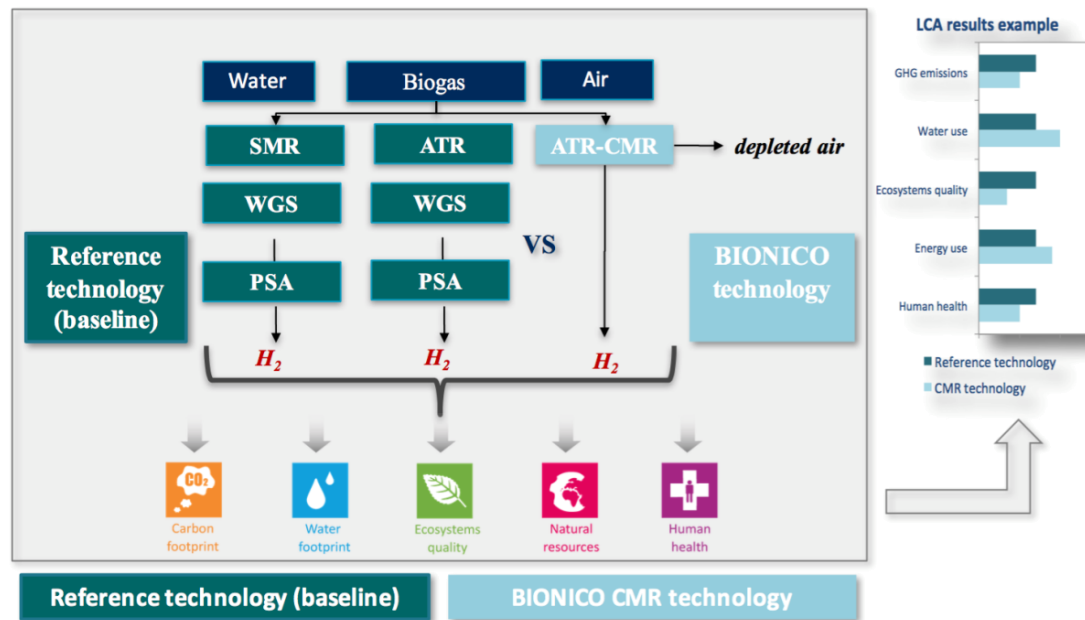 LCA results example
GHG emissions
Water use
Ecosystems quality
Energy use
Human health
Reference technology
CMR technology
Water
Biogas
Air
SMR
ATR
ATR-CMR
depleted air
WGS
WGS
VS
Reference
technology
(baseline)
BIONICO
technology
PSA
PSA
H₂
H₂
H₂
CO₂
Carbon
footprint
Water
footprint
Ecosystems
quality
Natural
resources
Human
health
Reference technology (baseline)
BIONICO CMR technology